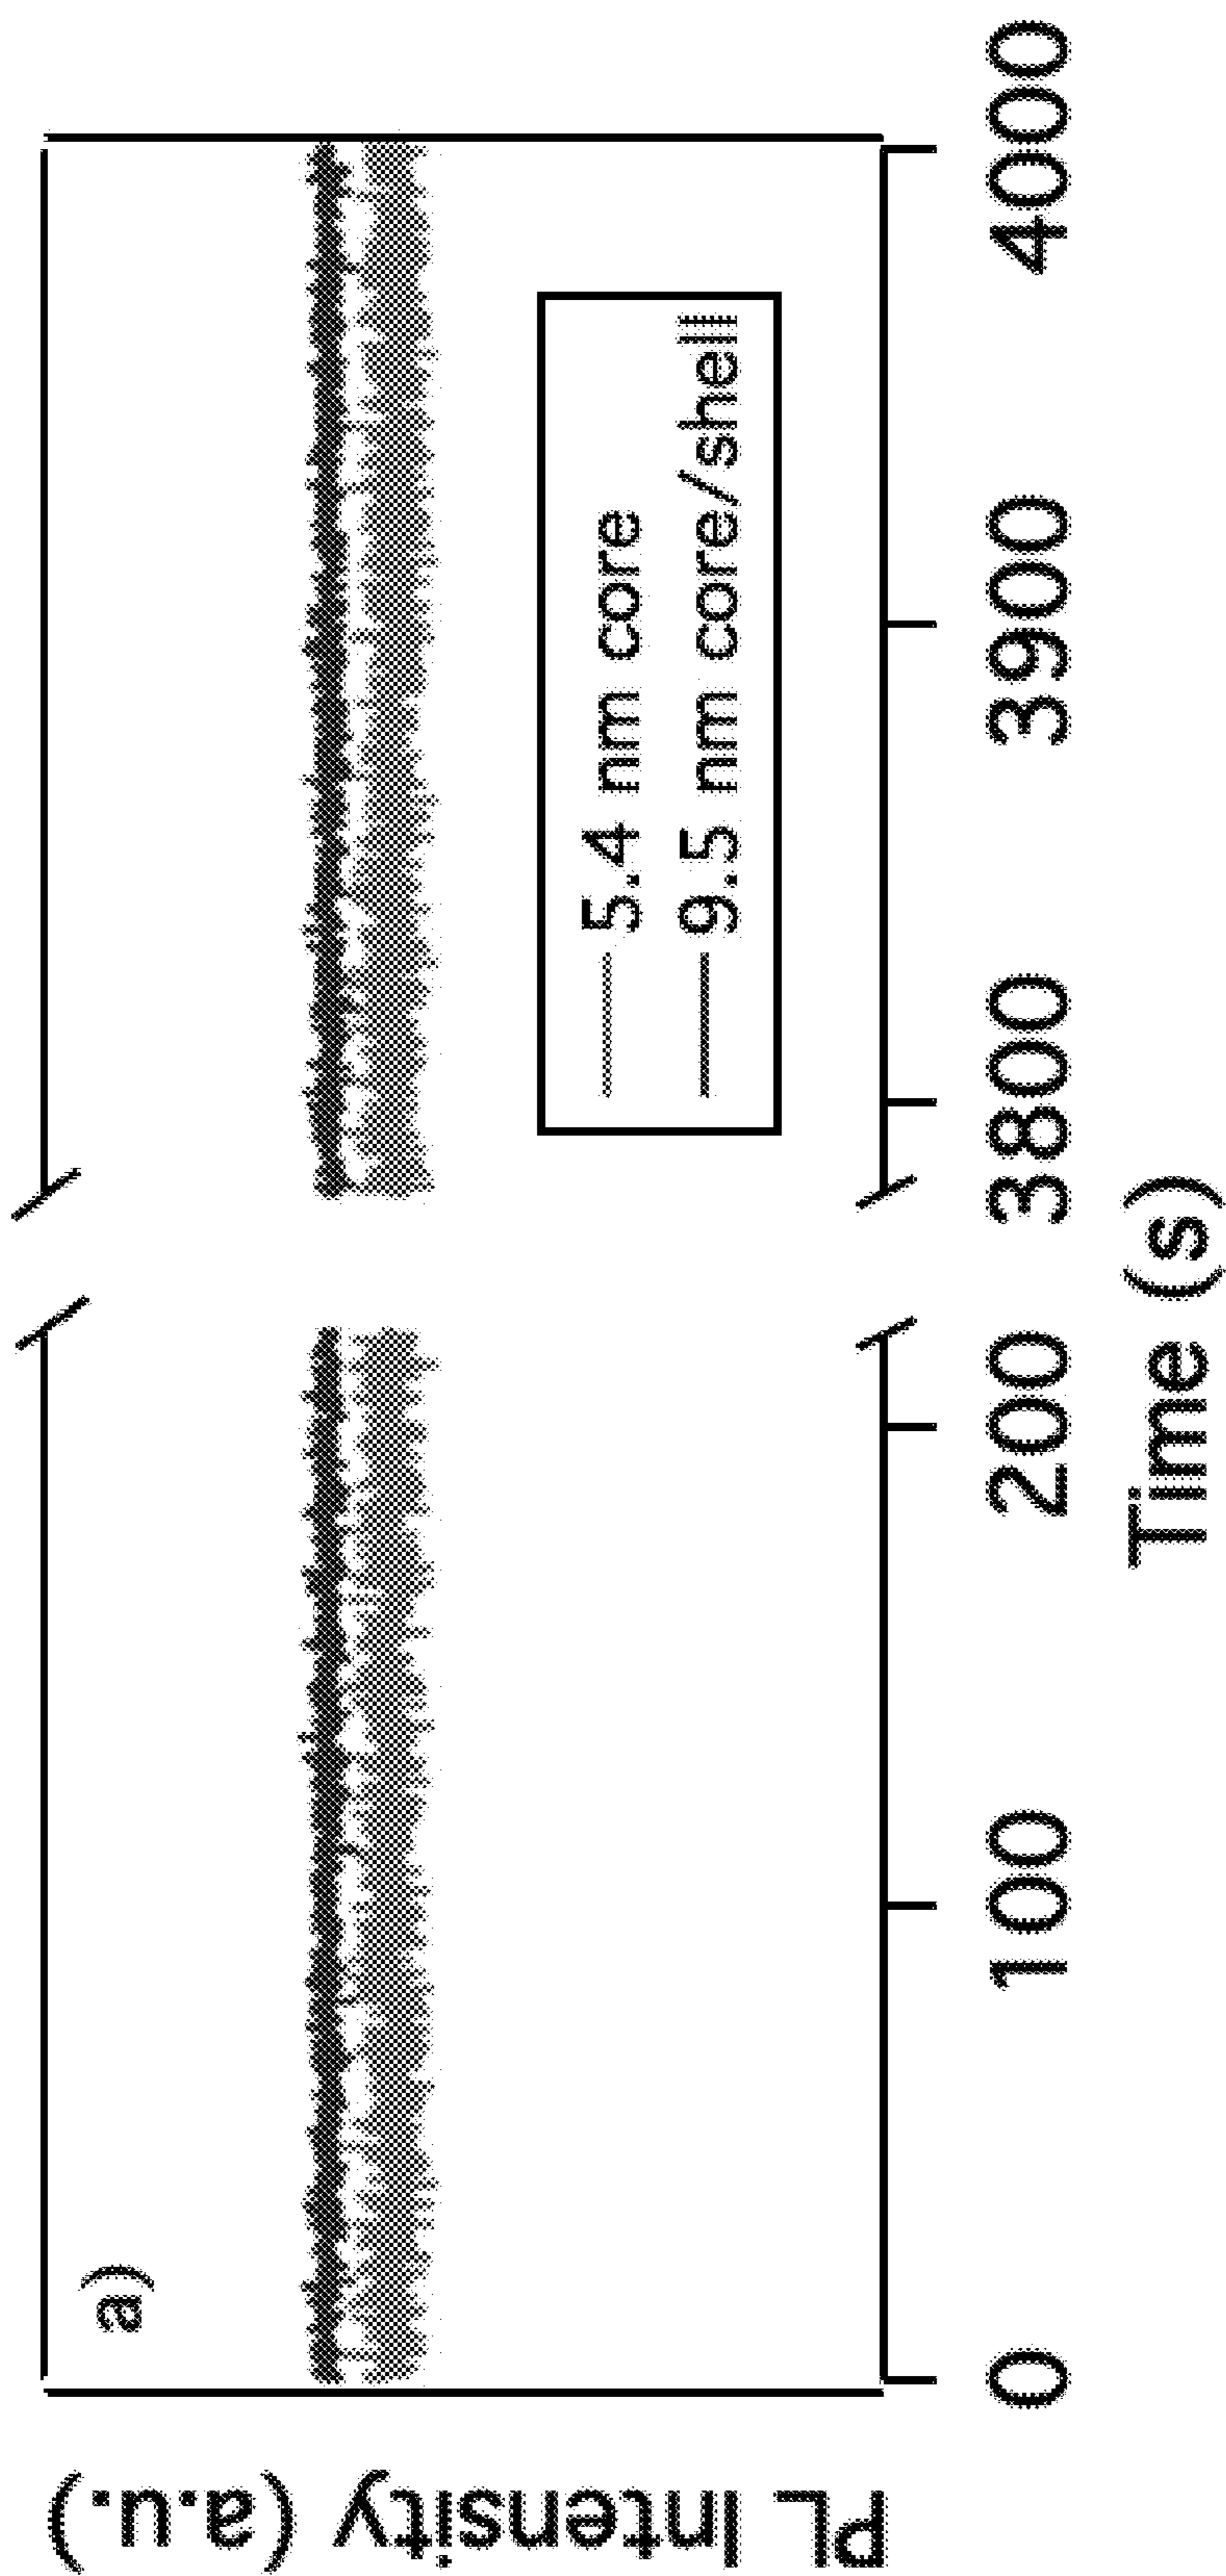 a)
PL Intensity (a.u.)
5.4 nm core
9.5 nm core/shell
0 100 200 3800 3900 4000
Time (s)